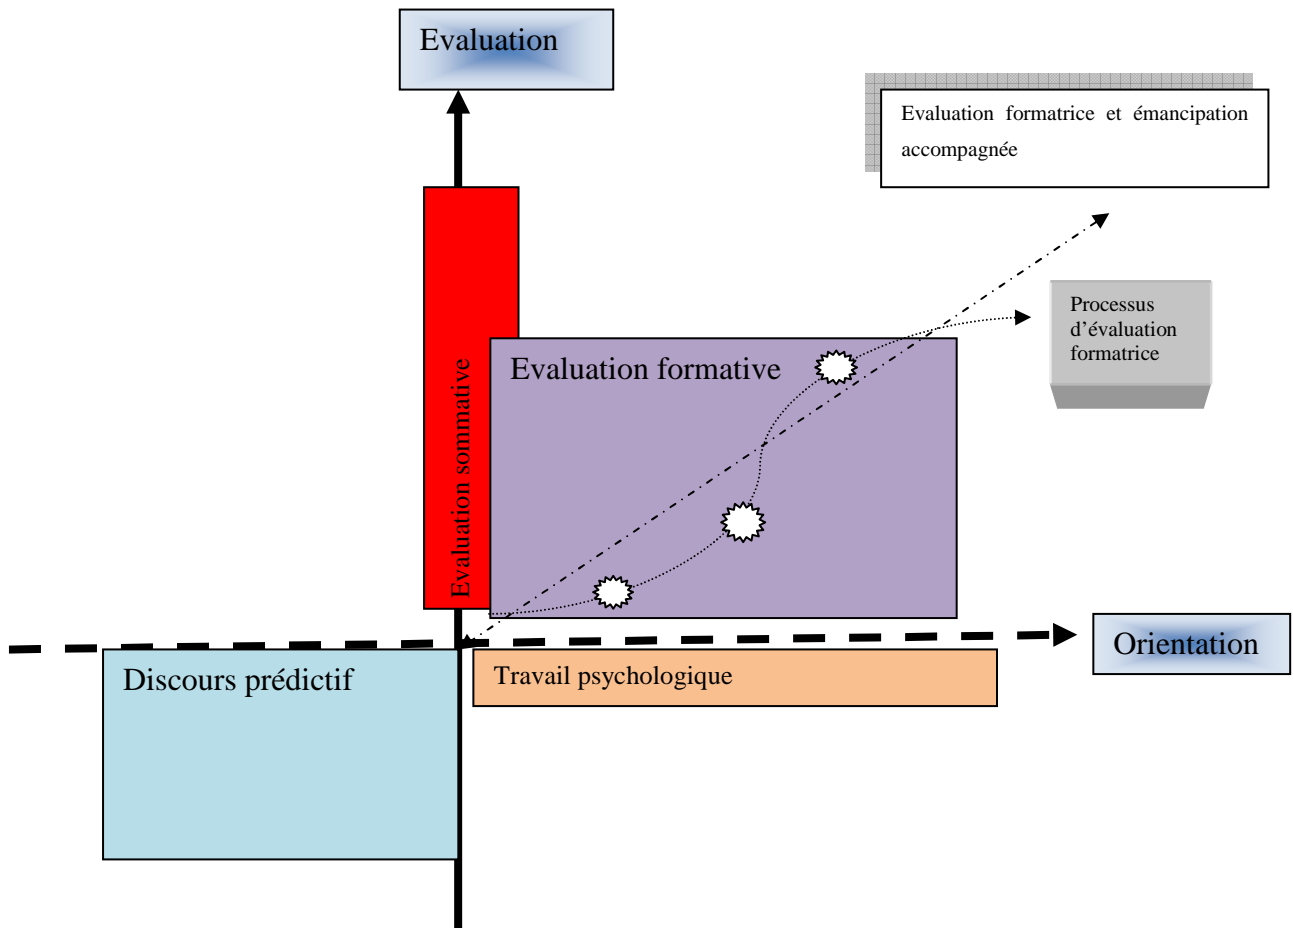 Evaluation
Evaluation formatrice et émancipation
accompagnée
Processus
d’évaluation
formatrice
Evaluation formative
Evaluation sommative
Orientation
Discours prédictif
Travail psychologique